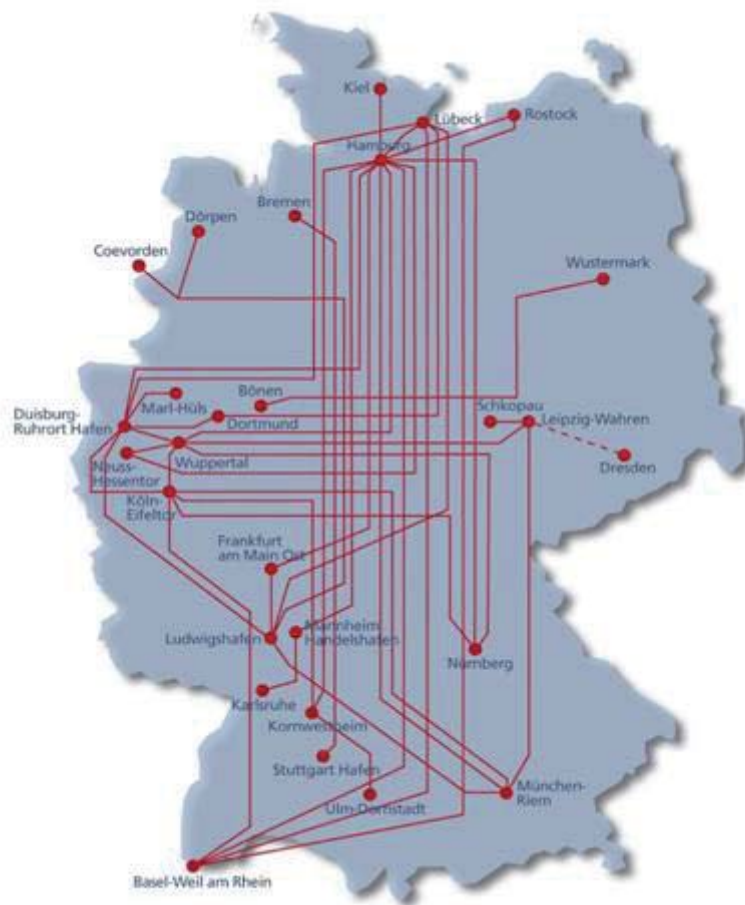 Kiel
Lübeck
Rostock
Hamburg
Bremen
Dörpen
Coevorden
Wustermark
Bönen
Marl-Hüls
Duisburg-
Ruhrort Hafen
Dortmund
Schkopau
Leipzig-Wahren
Wuppertal
Neuss-
Hessentor
Dresden
Köln-
Eifeltor
Frankfurt
am Main Ost
Mannheim
Handelshafen
Ludwigshafen
Nürnberg
Karlsruhe
Kornwestheim
Stuttgart Hafen
München-
Riem
Ulm-Dornstadt
Basel-Weil am Rhein